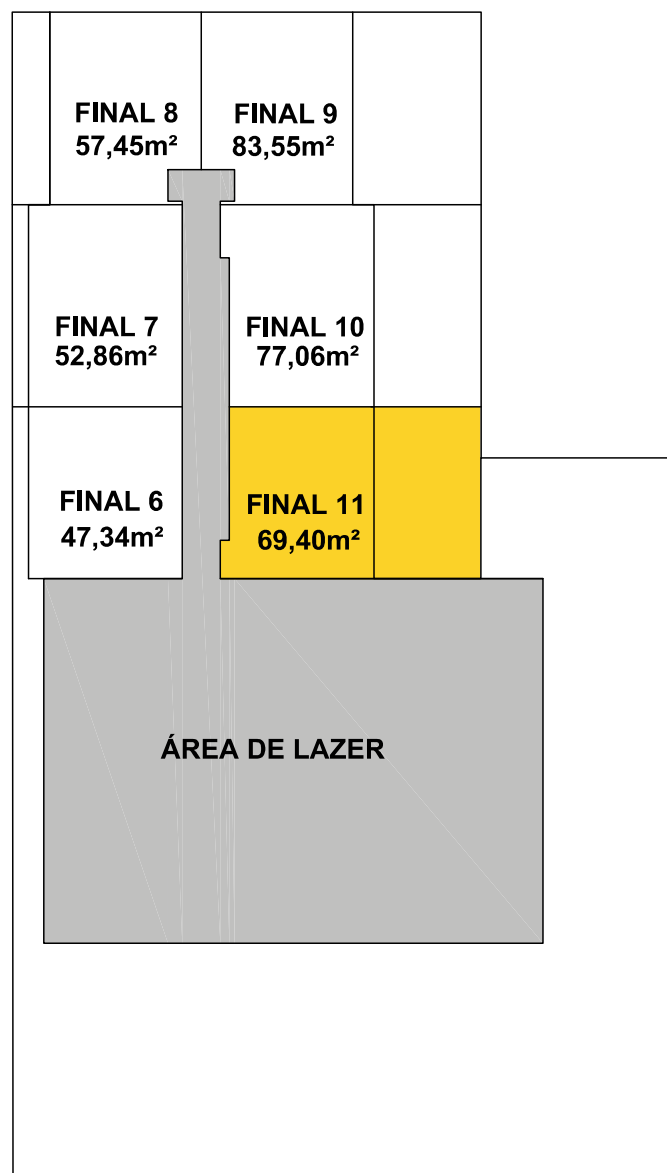 FINAL 8
57,45m²
FINAL 9
83,55m²
FINAL 7
52,86m²
FINAL 10
77,06m²
FINAL 6
47,34m²
FINAL 11
69,40m²
ÁREA DE LAZER